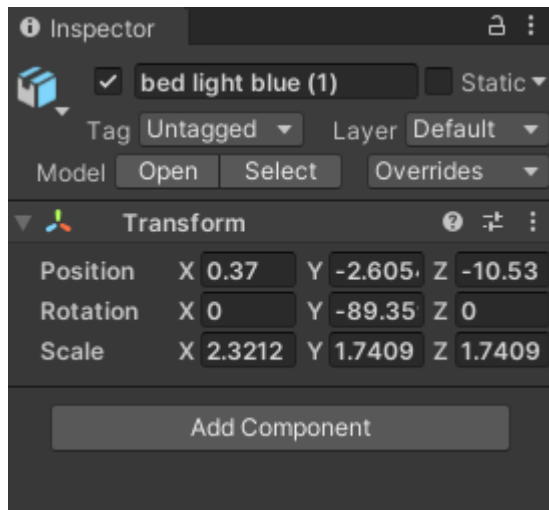 Inspector
bed light blue (1) Static
Tag Untagged Layer Default
Model Open Select Overrides
Transform
Position X 0.37 Y -2.605 Z -10.53
Rotation X 0 Y -89.35 Z 0
Scale X 2.3212 Y 1.7409 Z 1.7409
Add Component